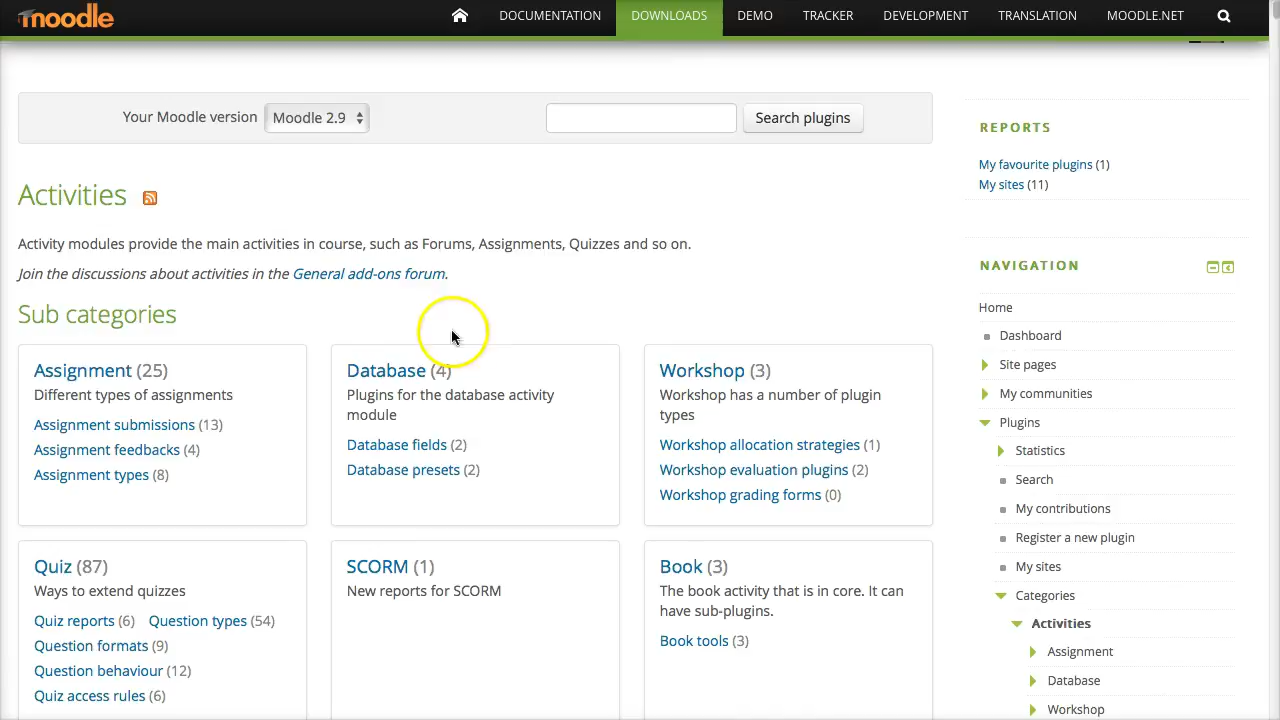 moodle
DOCUMENTATION DOWNLOADS DEMO TRACKER DEVELOPMENT TRANSLATION MOODLE.NET
Your Moodle version Moodle 2.9 Search plugins
Activities
Activity modules provide the main activities in course, such as Forums, Assignments, Quizzes and so on.
Join the discussions about activities in the General add-ons forum.
Sub categories
Assignment (25)
Different types of assignments
Assignment submissions (13)
Assignment feedbacks (4)
Assignment types (8)
Database (4)
Plugins for the database activity
module
Database fields (2)
Database presets (2)
Workshop (3)
Workshop has a number of plugin
types
Workshop allocation strategies (1)
Workshop evaluation plugins (2)
Workshop grading forms (0)
Quiz (87)
Ways to extend quizzes
Quiz reports (6) Question types (54)
Question formats (9)
Question behaviour (12)
Quiz access rules (6)
SCORM (1)
New reports for SCORM
Book (3)
The book activity that is in core. It can
have sub-plugins.
Book tools (3)
REPORTS
My favourite plugins (1)
My sites (11)
NAVIGATION
Home
Dashboard
Site pages
My communities
Plugins
Statistics
Search
My contributions
Register a new plugin
My sites
Categories
Activities
Assignment
Database
Workshop